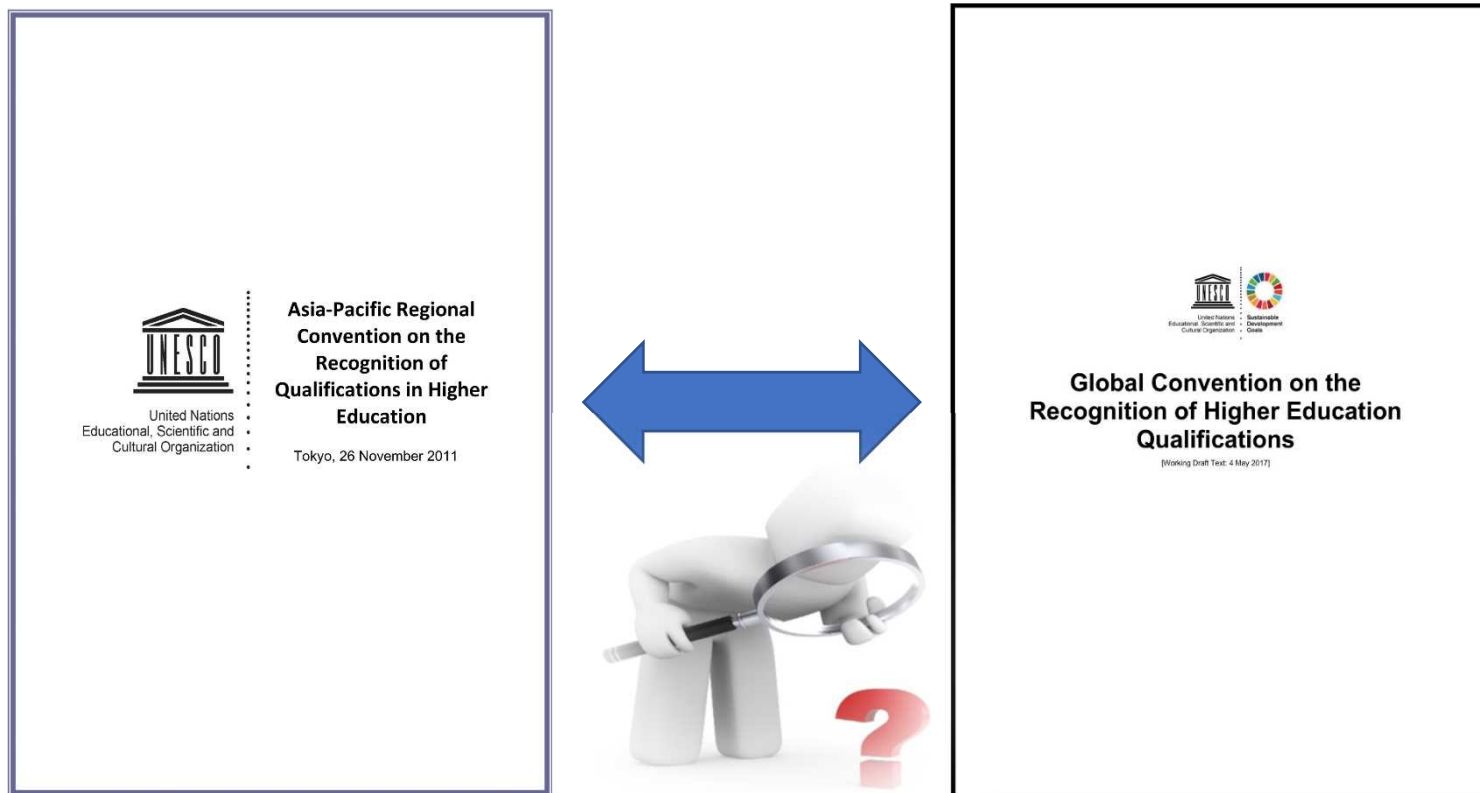 UNESCO
United Nations
Educational, Scientific and
Cultural Organization
Asia-Pacific Regional
Convention on the
Recognition of
Qualifications in Higher
Education
Tokyo, 26 November 2011
?
UNESCO
United Nations
Educational, Scientific and
Cultural Organization
Sustainable
Development
Goals
Global Convention on the
Recognition of Higher Education
Qualifications
[Working Draft Text: 4 May 2017]